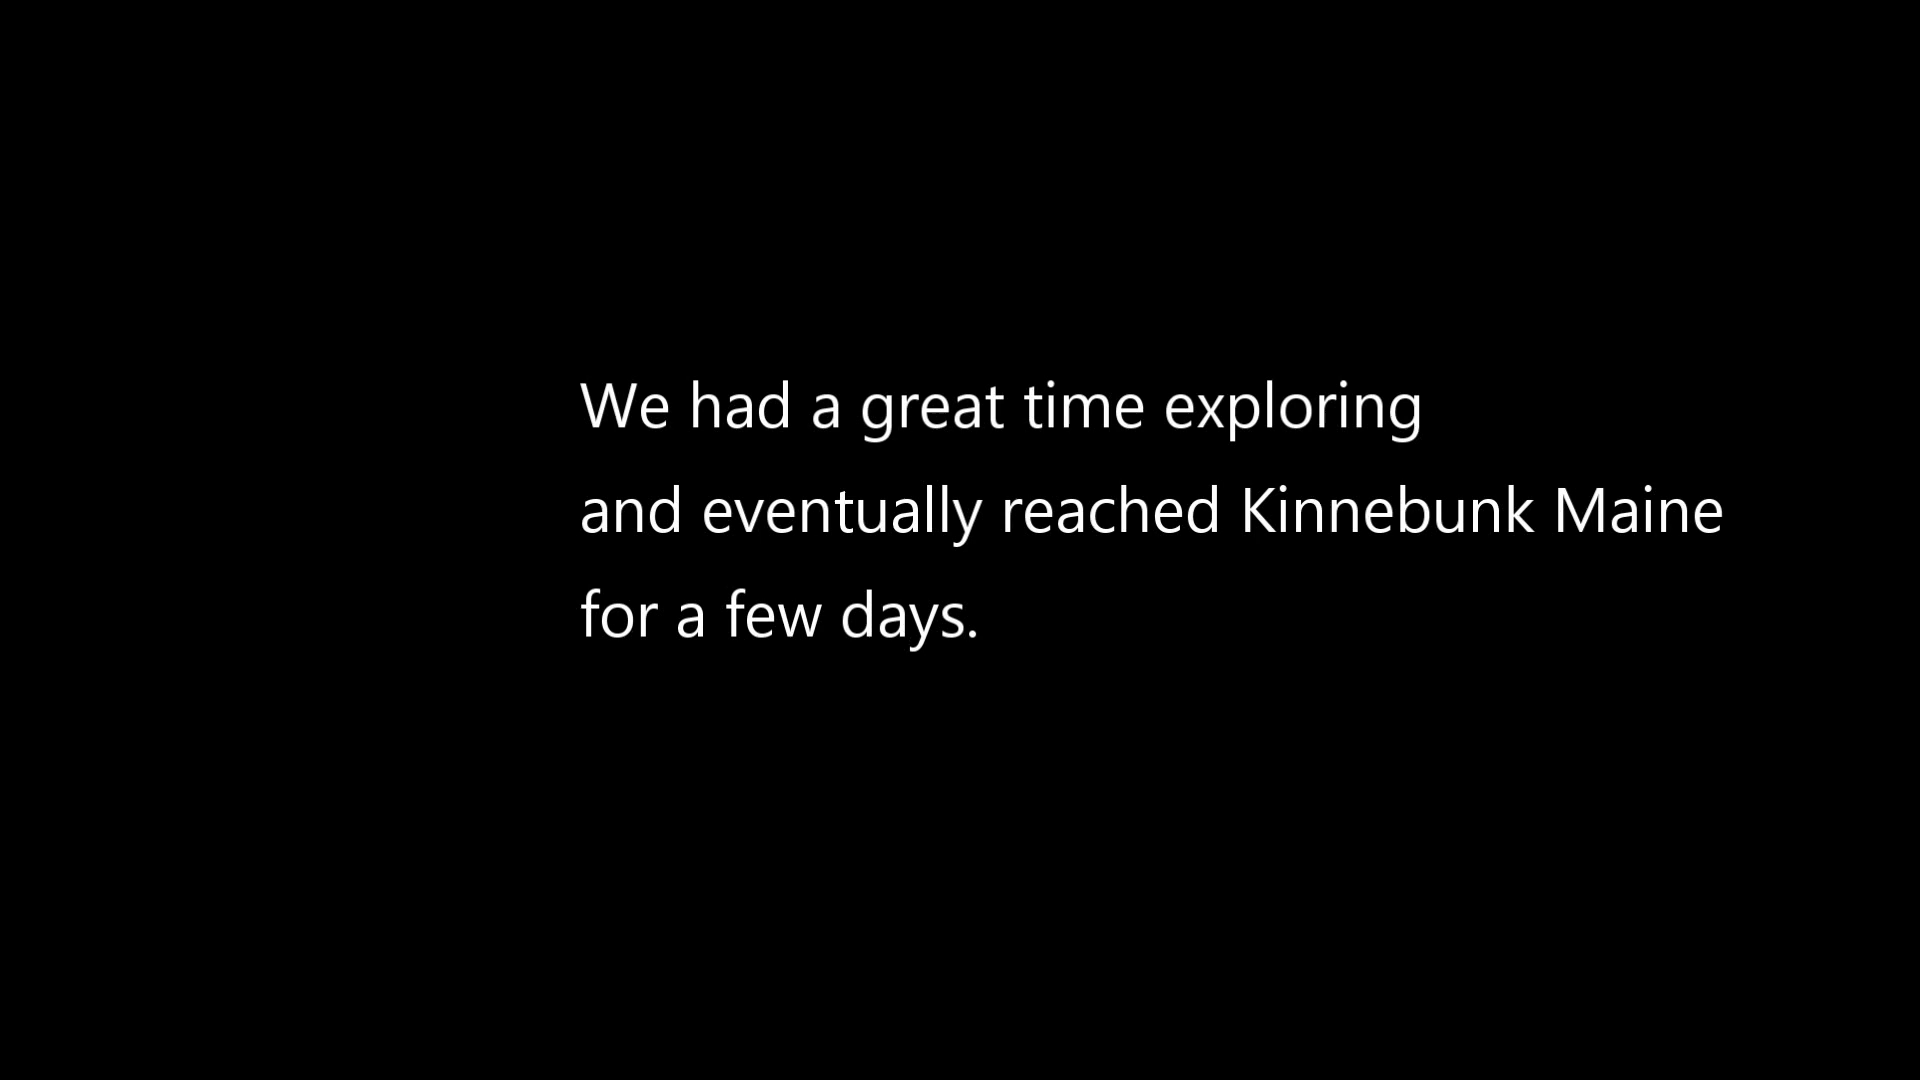 We had a great time exploring
and eventually reached Kinnebunk Maine
for a few days.